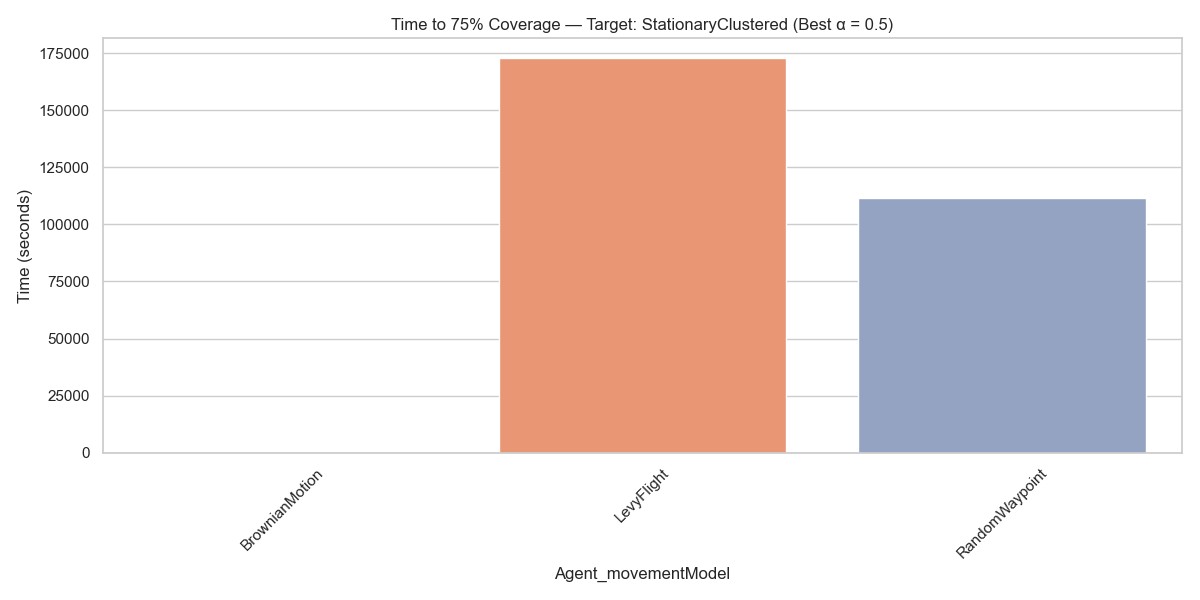 Time to 75% Coverage — Target: StationaryClustered (Best α = 0.5)
Time (seconds)
175000
150000
125000
100000
75000
50000
25000
0
BrownianMotion
LevyFlight
RandomWaypoint
Agent_movementModel